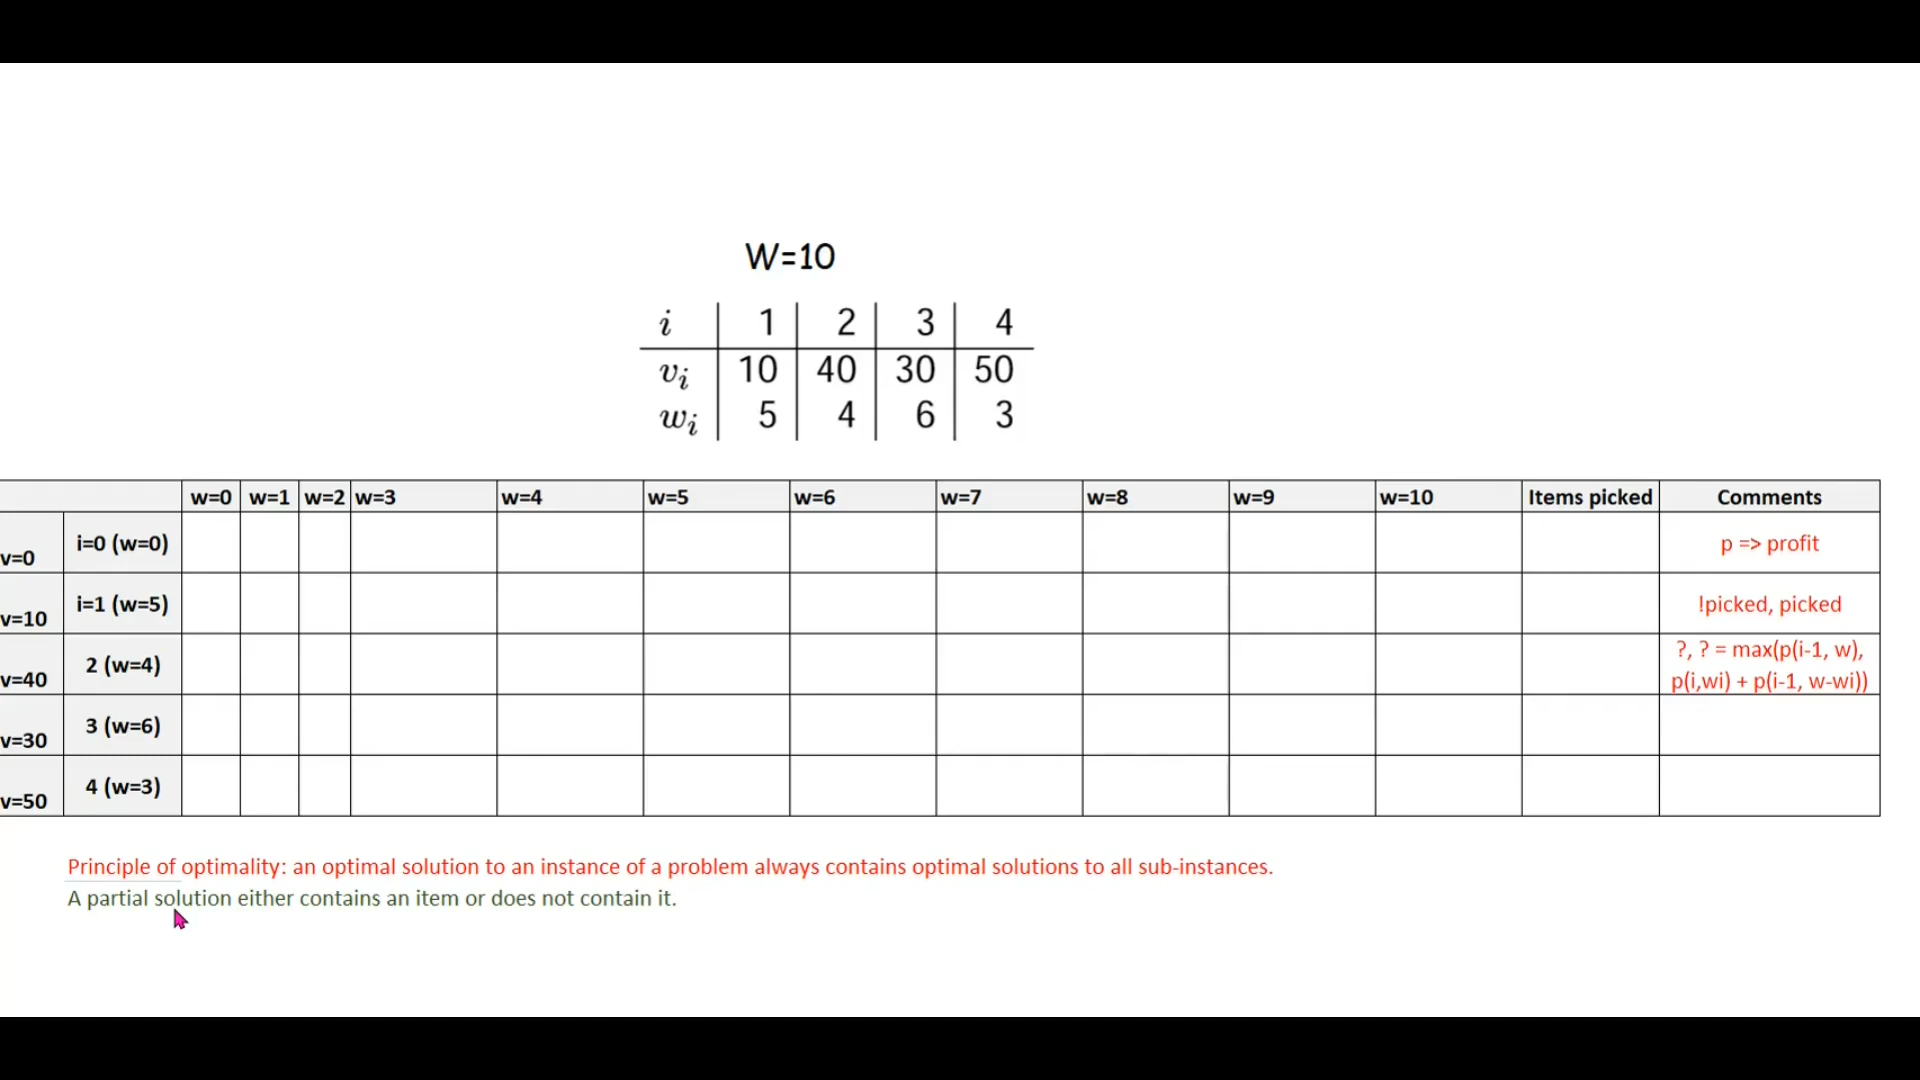 W=10
i 1 2 3 4
vi 10 40 30 50
wi 5 4 6 3
w=0 w=1 w=2 w=3 w=4 w=5 w=6 w=7 w=8 w=9 w=10 Items picked Comments
v=0 i=0 (w=0) p => profit
v=10 i=1 (w=5) !picked, picked
v=40 2 (w=4) ?, ? = max(p(i-1, w),
p(i,wi) + p(i-1, w-wi))
v=30 3 (w=6)
v=50 4 (w=3)
Principle of optimality: an optimal solution to an instance of a problem always contains optimal solutions to all sub-instances.
A partial solution either contains an item or does not contain it.